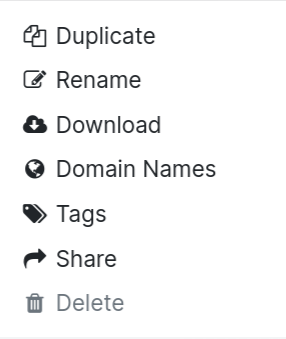 Duplicate
Rename
Download
Domain Names
Tags
Share
Delete